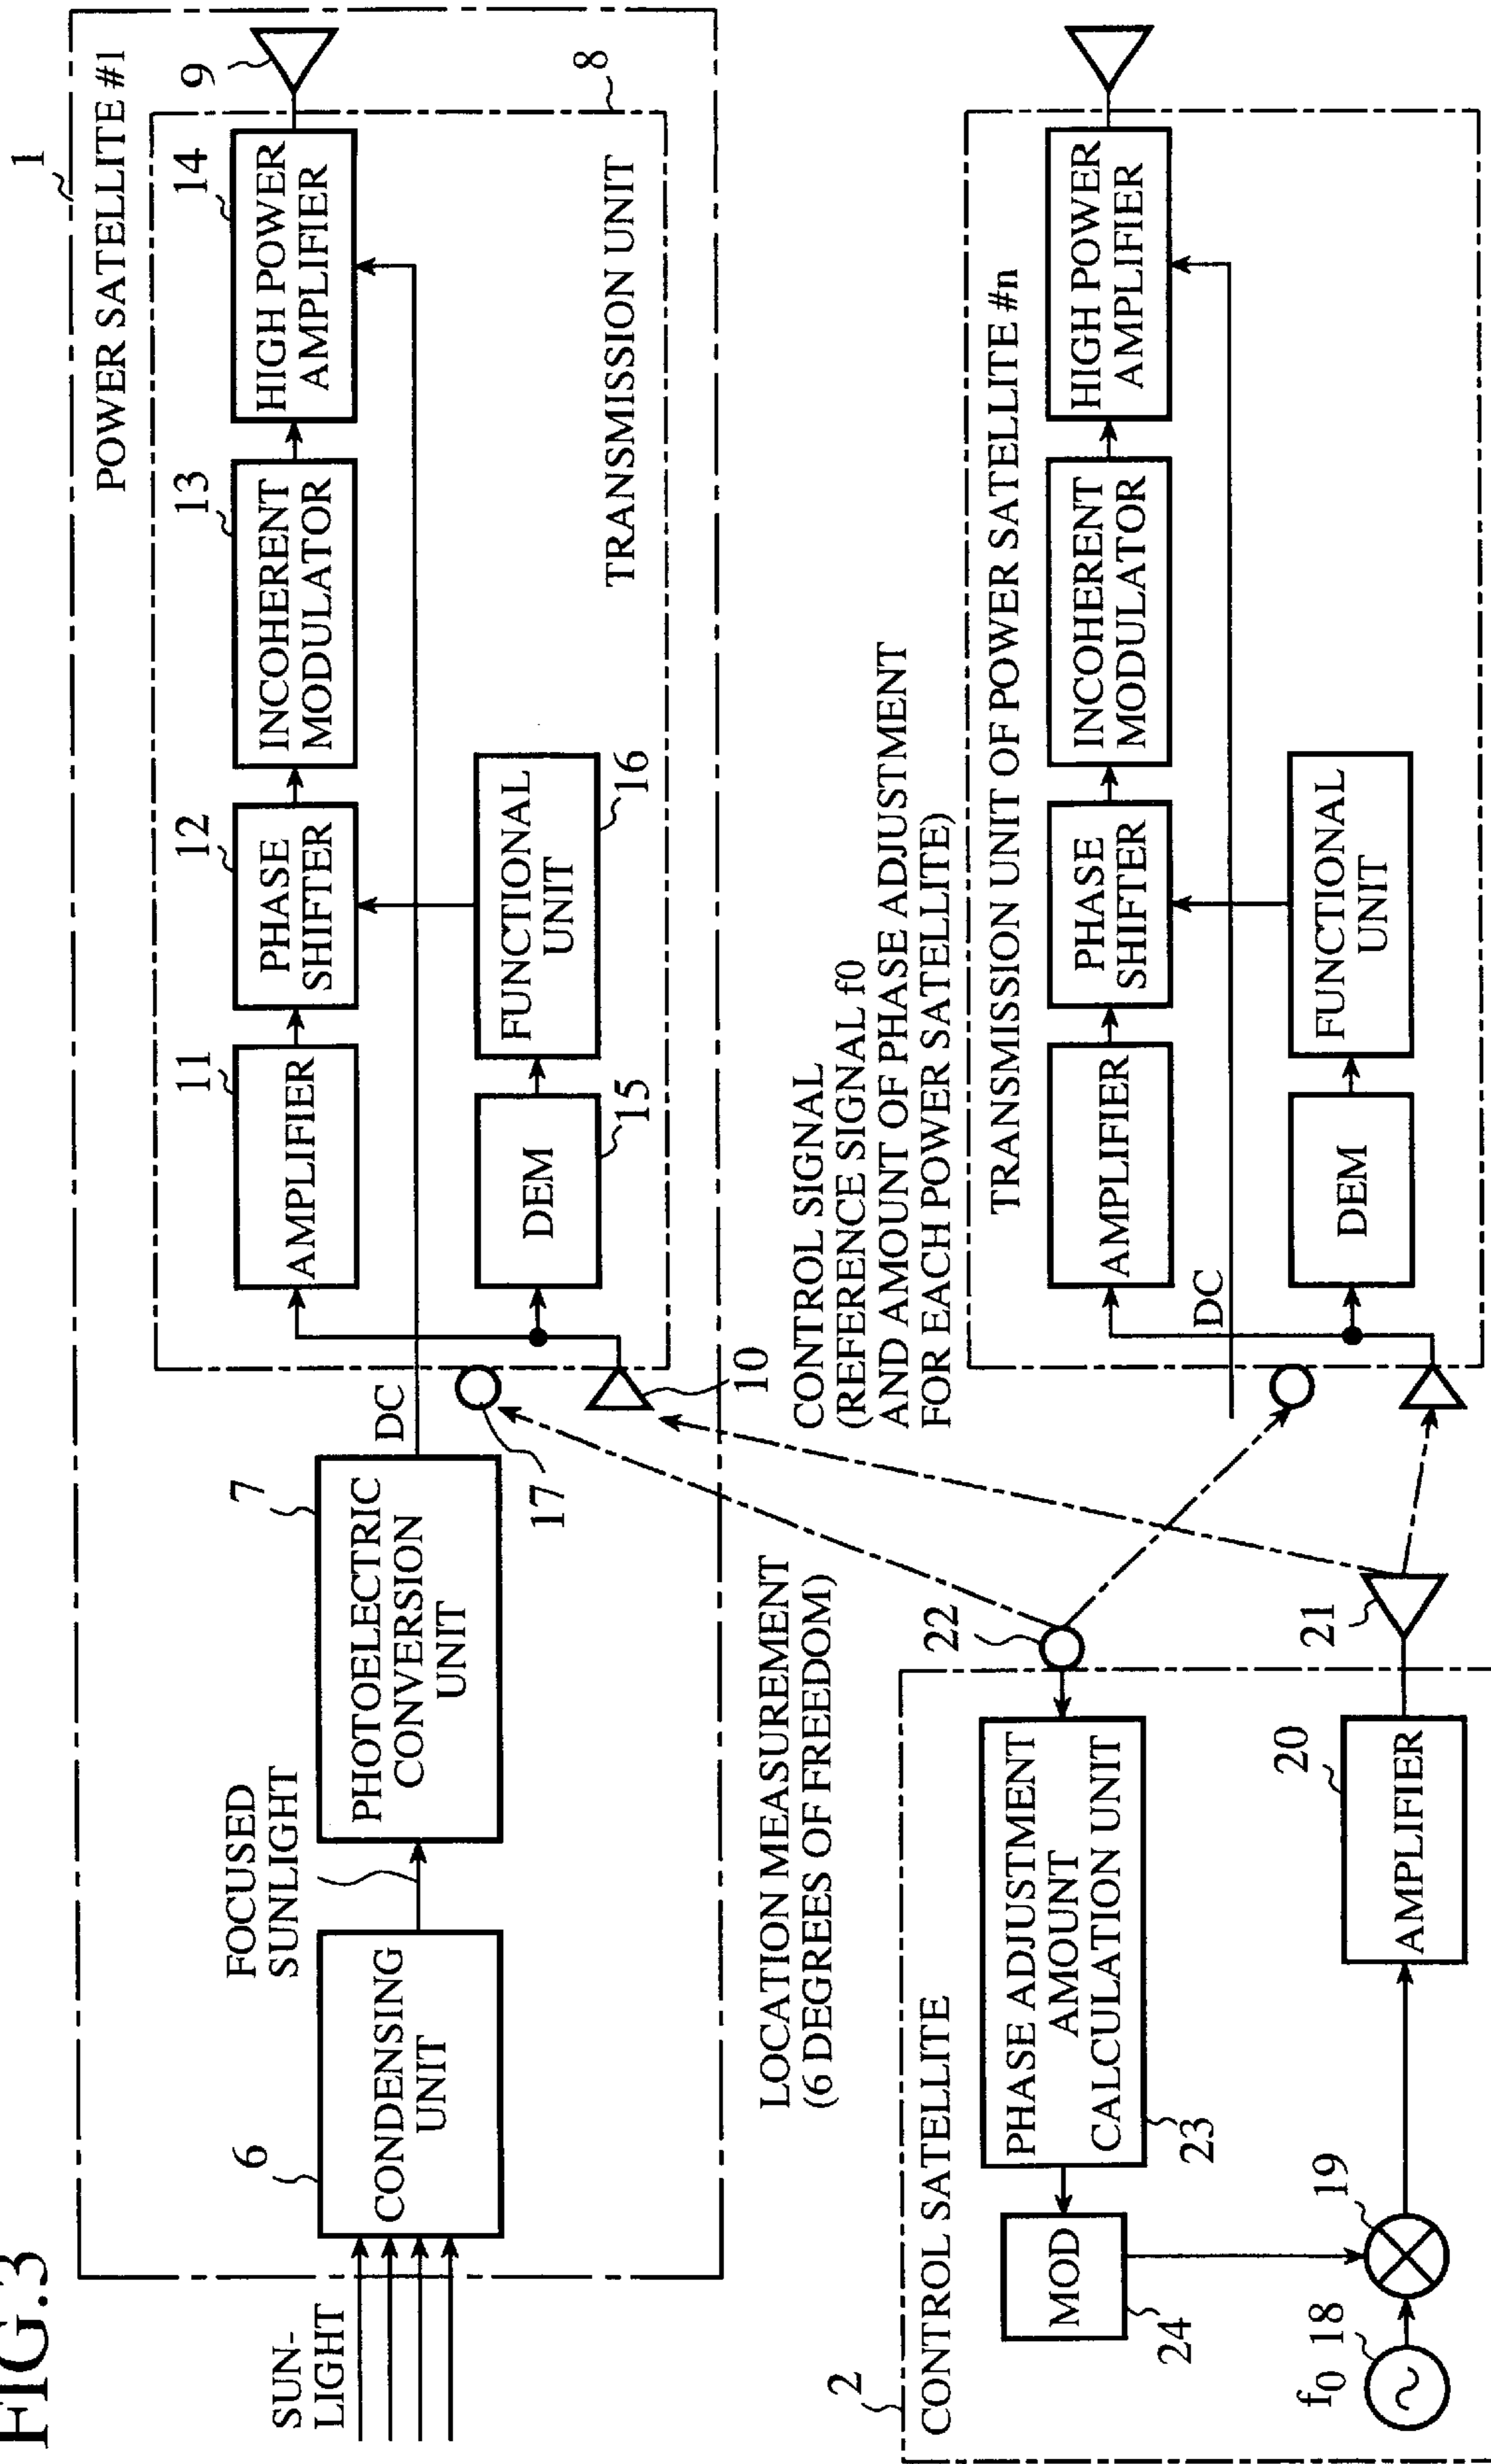 FIG.3
1
POWER SATELLITE #1
SUN-
LIGHT
6
CONDENSING
UNIT
FOCUSED
SUNLIGHT
7
PHOTOELECTRIC
CONVERSION
UNIT
DC
17
10
8
TRANSMISSION UNIT
11
AMPLIFIER
12
PHASE
SHIFTER
13
INCOHERENT
MODULATOR
14
HIGH POWER
AMPLIFIER
9
DEM
15
FUNCTIONAL
UNIT
16
LOCATION MEASUREMENT
(6 DEGREES OF FREEDOM)
CONTROL SIGNAL
(REFERENCE SIGNAL f0
AND AMOUNT OF PHASE ADJUSTMENT
FOR EACH POWER SATELLITE)
2
CONTROL SATELLITE
22
PHASE ADJUSTMENT
AMOUNT
CALCULATION UNIT
23
MOD
24
f0
18
19
20
AMPLIFIER
21
TRANSMISSION UNIT OF POWER SATELLITE #n
AMPLIFIER
PHASE
SHIFTER
INCOHERENT
MODULATOR
HIGH POWER
AMPLIFIER
DC
DEM
FUNCTIONAL
UNIT